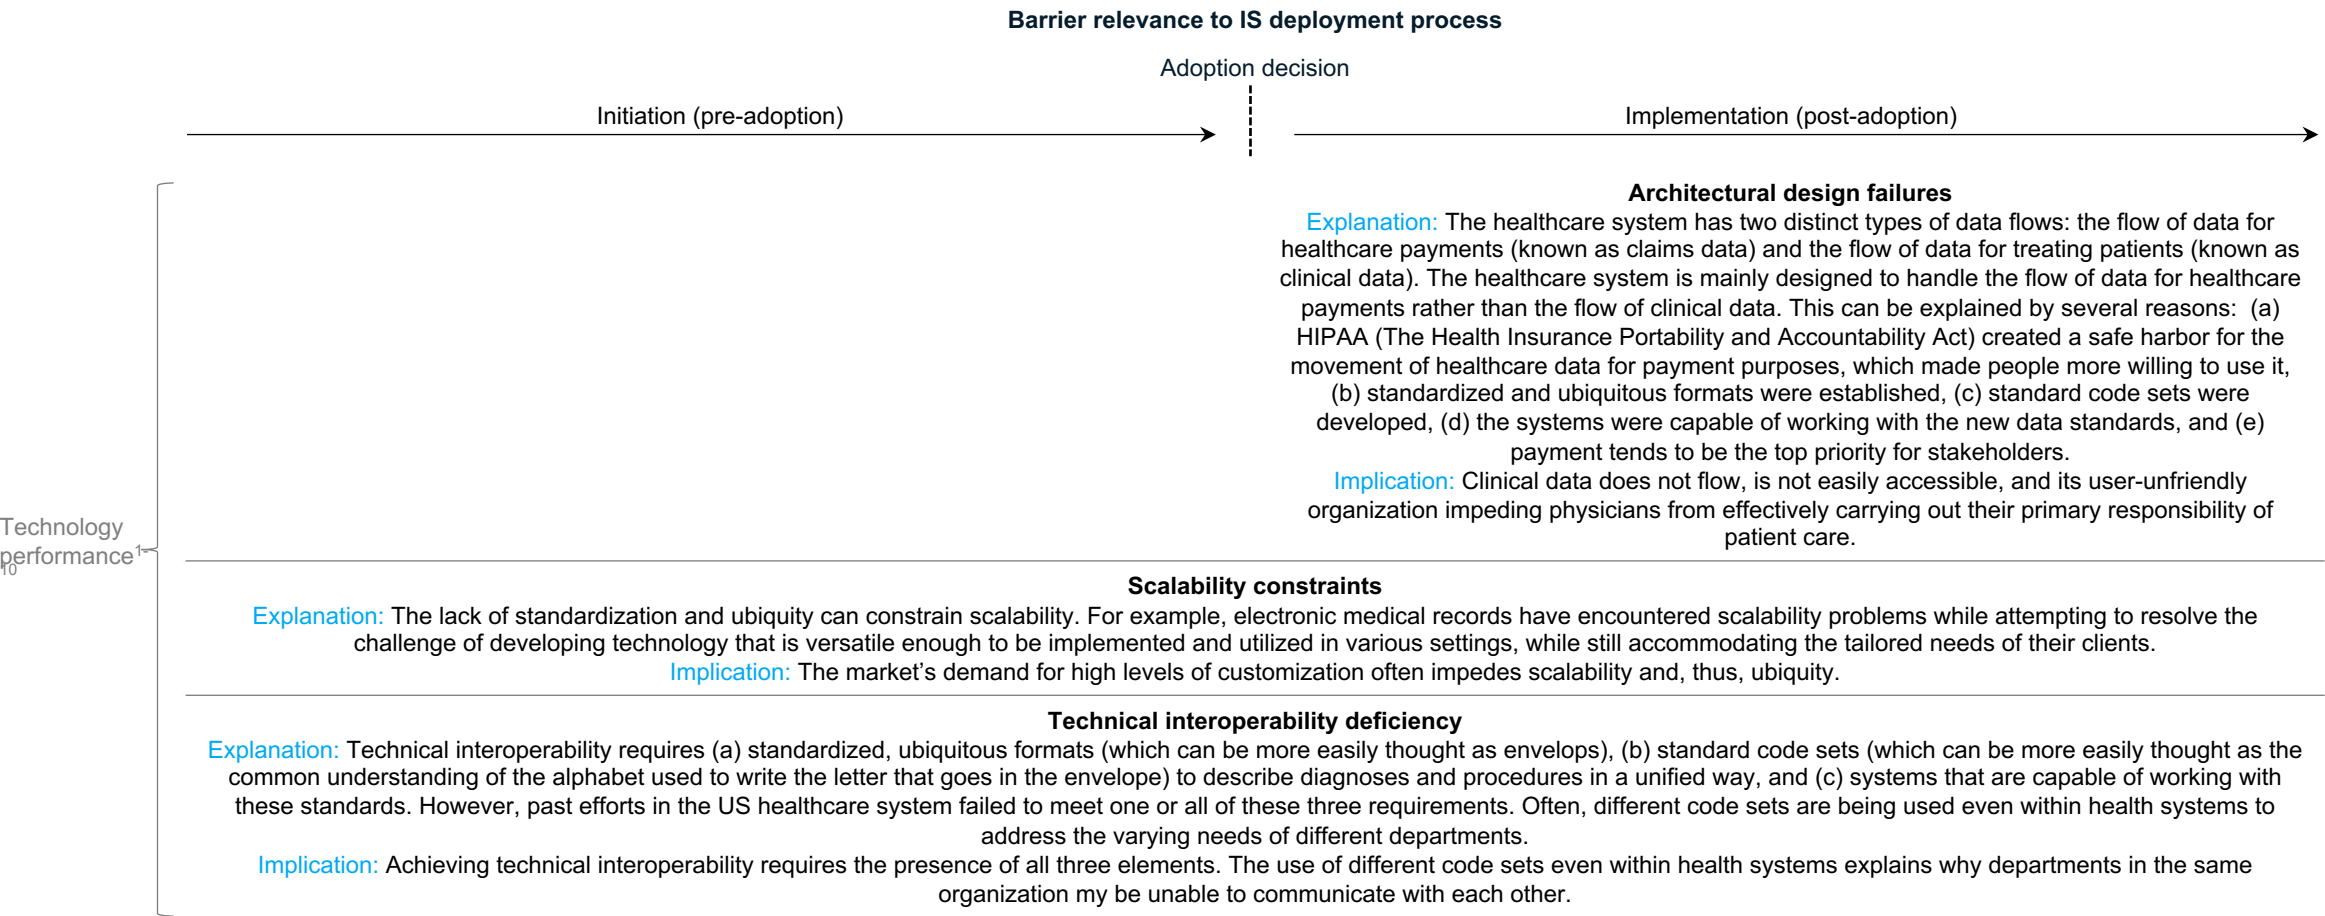 Barrier relevance to IS deployment process
Adoption decision
Initiation (pre-adoption)
Implementation (post-adoption)
Architectural design failures
Explanation: The healthcare system has two distinct types of data flows: the flow of data for
healthcare payments (known as claims data) and the flow of data for treating patients (known as
clinical data). The healthcare system is mainly designed to handle the flow of data for healthcare
payments rather than the flow of clinical data. This can be explained by several reasons:  (a)
HIPAA (The Health Insurance Portability and Accountability Act) created a safe harbor for the
movement of healthcare data for payment purposes, which made people more willing to use it,
(b) standardized and ubiquitous formats were established, (c) standard code sets were
developed, (d) the systems were capable of working with the new data standards, and (e)
payment tends to be the top priority for stakeholders.
Implication: Clinical data does not flow, is not easily accessible, and its user-unfriendly
organization impeding physicians from effectively carrying out their primary responsibility of
patient care.
Technology
performance1-
10
Scalability constraints
Explanation: The lack of standardization and ubiquity can constrain scalability. For example, electronic medical records have encountered scalability problems while attempting to resolve the
challenge of developing technology that is versatile enough to be implemented and utilized in various settings, while still accommodating the tailored needs of their clients.
Implication: The market’s demand for high levels of customization often impedes scalability and, thus, ubiquity.
Technical interoperability deficiency
Explanation: Technical interoperability requires (a) standardized, ubiquitous formats (which can be more easily thought as envelops), (b) standard code sets (which can be more easily thought as the
common understanding of the alphabet used to write the letter that goes in the envelope) to describe diagnoses and procedures in a unified way, and (c) systems that are capable of working with
these standards. However, past efforts in the US healthcare system failed to meet one or all of these three requirements. Often, different code sets are being used even within health systems to
address the varying needs of different departments.
Implication: Achieving technical interoperability requires the presence of all three elements. The use of different code sets even within health systems explains why departments in the same
organization my be unable to communicate with each other.